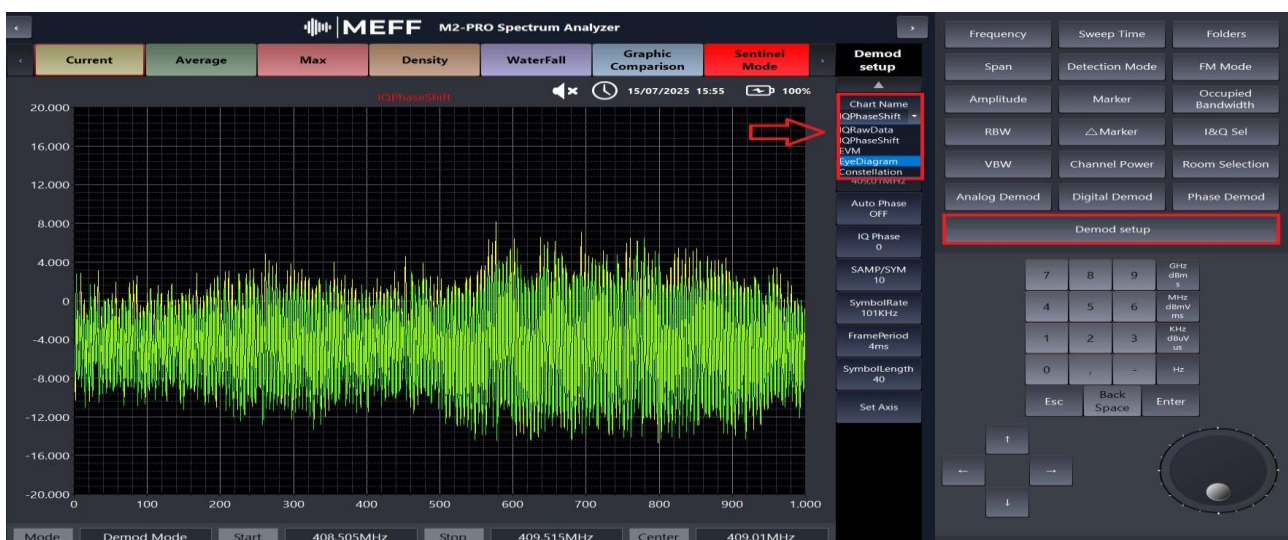 MEFF M2-PRO Spectrum Analyzer
Current
Average
Max
Density
WaterFall
Graphic
Comparison
Sentinel
Mode
Demod
setup
IQPhaseShift
15/07/2025 15:55
100%
20.000
16.000
12.000
8.000
4.000
0
-4.000
-8.000
-12.000
-16.000
-20.000
0
100
200
300
400
500
600
700
800
900
1.000
Mode
Demod Mode
Start
408.505MHz
Stop
409.515MHz
Center
409.01MHz
Chart Name
IQPhaseShift
IQRawData
IQPhaseShift
EVM
EyeDiagram
Constellation
409,01MHz
Auto Phase
OFF
IQ Phase
0
SAMP/SYM
10
SymbolRate
101KHz
FramePeriod
4ms
SymbolLength
40
Set Axis
Frequency
Sweep Time
Folders
Span
Detection Mode
FM Mode
Amplitude
Marker
Occupied
Bandwidth
RBW
△Marker
I&Q Sel
VBW
Channel Power
Room Selection
Analog Demod
Digital Demod
Phase Demod
Demod setup
7
8
9
GHz
dBm
s
4
5
6
MHz
dBmV
ms
1
2
3
KHz
dBuV
us
0
,
-
Hz
Esc
Back
Space
Enter